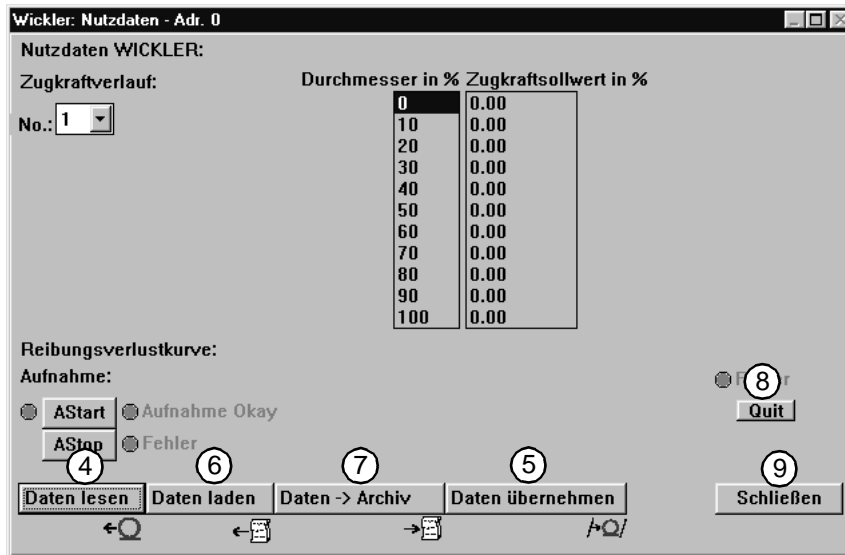 Wickler: Nutzdaten - Adr. 0
Nutzdaten WICKLER:
Zugkraftverlauf:
Durchmesser in % Zugkraftsollwert in %
No.: 1
0 0.00
10 0.00
20 0.00
30 0.00
40 0.00
50 0.00
60 0.00
70 0.00
80 0.00
90 0.00
100 0.00
Reibungsverlustkurve:
Aufnahme:
8
AStart Aufnahme Okay Quit
AStop Fehler
4 6 7 5 9
Daten lesen Daten laden Daten -> Archiv Daten übernehmen Schließen